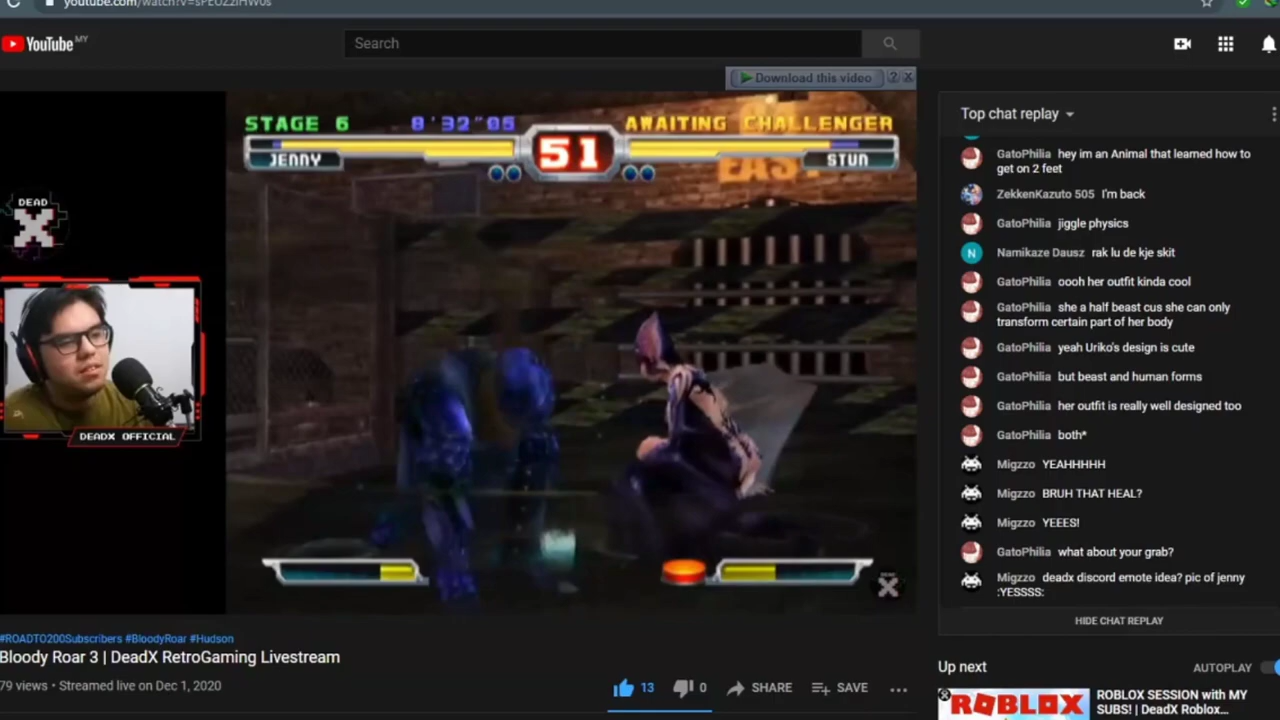 YouTube MY
Search
Download this video ? X
STAGE 6 8'32"05 AWAITING CHALLENGER
JENNY 51 STUN
DEAD
X
DEADX OFFICIAL
Top chat replay
GatoPhilia hey im an Animal that learned how to
get on 2 feet
ZekkenKazuto 505 I'm back
GatoPhilia jiggle physics
Namikaze Dausz rak lu de kje skit
GatoPhilia oooh her outfit kinda cool
GatoPhilia she a half beast cus she can only
transform certain part of her body
GatoPhilia yeah Uriko's design is cute
GatoPhilia but beast and human forms
GatoPhilia her outfit is really well designed too
GatoPhilia both*
Migzzo YEAHHHHH
Migzzo BRUH THAT HEAL?
Migzzo YEEES!
GatoPhilia what about your grab?
Migzzo deadx discord emote idea? pic of jenny
:YESSSS:
HIDE CHAT REPLAY
#ROADTO200Subscribers #BloodyRoar #Hudson
Bloody Roar 3 | DeadX RetroGaming Livestream
79 views • Streamed live on Dec 1, 2020
13 0 SHARE SAVE
Up next AUTOPLAY
ROBLOX
ROBLOX SESSION with MY
SUBS! | DeadX Roblox...